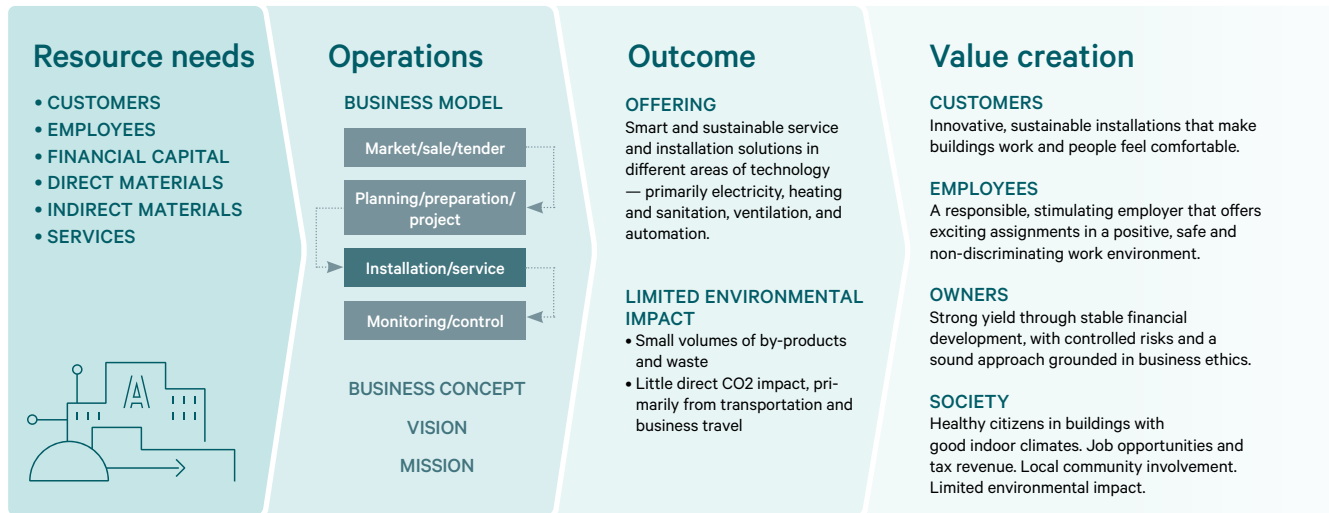 Resource needs
• CUSTOMERS
• EMPLOYEES
• FINANCIAL CAPITAL
• DIRECT MATERIALS
• INDIRECT MATERIALS
• SERVICES
A
Operations
BUSINESS MODEL
Market/sale/tender
Planning/preparation/
project
Installation/service
Monitoring/control
BUSINESS CONCEPT
VISION
MISSION
Outcome
OFFERING
Smart and sustainable service
and installation solutions in
different areas of technology
— primarily electricity, heating
and sanitation, ventilation, and
automation.
LIMITED ENVIRONMENTAL
IMPACT
• Small volumes of by-products
and waste
• Little direct CO2 impact, pri-
marily from transportation and
business travel
Value creation
CUSTOMERS
Innovative, sustainable installations that make
buildings work and people feel comfortable.
EMPLOYEES
A responsible, stimulating employer that offers
exciting assignments in a positive, safe and
non-discriminating work environment.
OWNERS
Strong yield through stable financial
development, with controlled risks and a
sound approach grounded in business ethics.
SOCIETY
Healthy citizens in buildings with
good indoor climates. Job opportunities and
tax revenue. Local community involvement.
Limited environmental impact.